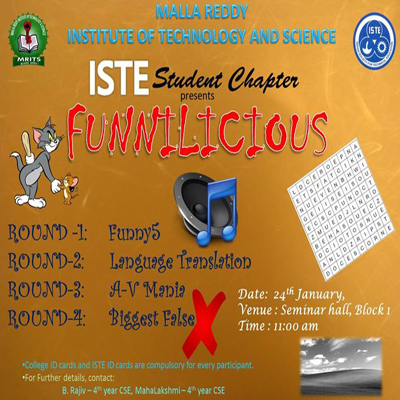 MALLA REDDY
INSTITUTE OF TECHNOLOGY AND SCIENCE
MRITS
ISTE
ISTE Student Chapter
presents
FUNNILICIOUS
ROUND -1: Funny5
ROUND-2: Language Translation
ROUND-3: A-V Mania
ROUND-4: Biggest False
Date: 24th January,
Venue : Seminar hall, Block 1
Time : 11:00 am
•College ID cards and ISTE ID cards are compulsory for every participant.
•For Further details, contact:
B. Rajiv – 4th year CSE, MahaLakshmi – 4th year CSE